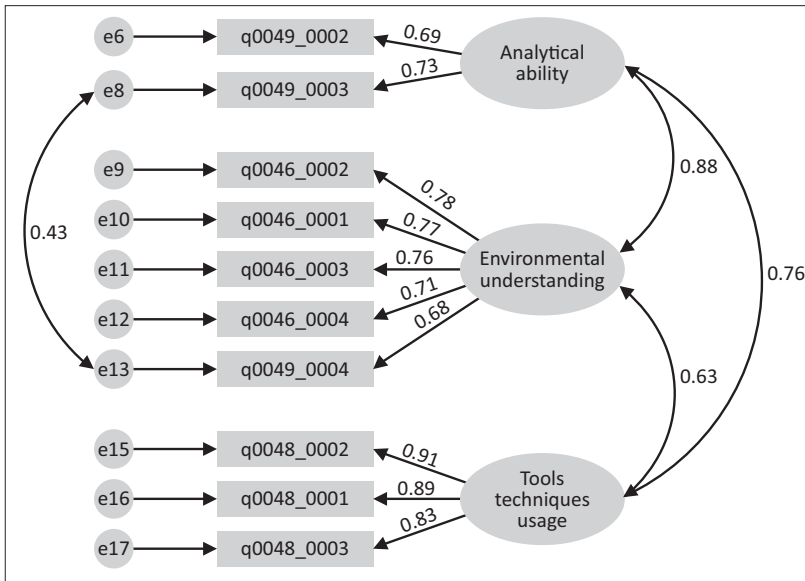 e6
q0049_0002
0.69
Analytical
ability
e8
q0049_0003
0.73
e9
q0046_0002
0.78
0.88
e10
q0046_0001
0.77
0.43
e11
q0046_0003
0.76
Environmental
understanding
0.76
e12
q0046_0004
0.71
e13
q0049_0004
0.68
0.63
e15
q0048_0002
0.91
Tools
techniques
usage
e16
q0048_0001
0.89
e17
q0048_0003
0.83